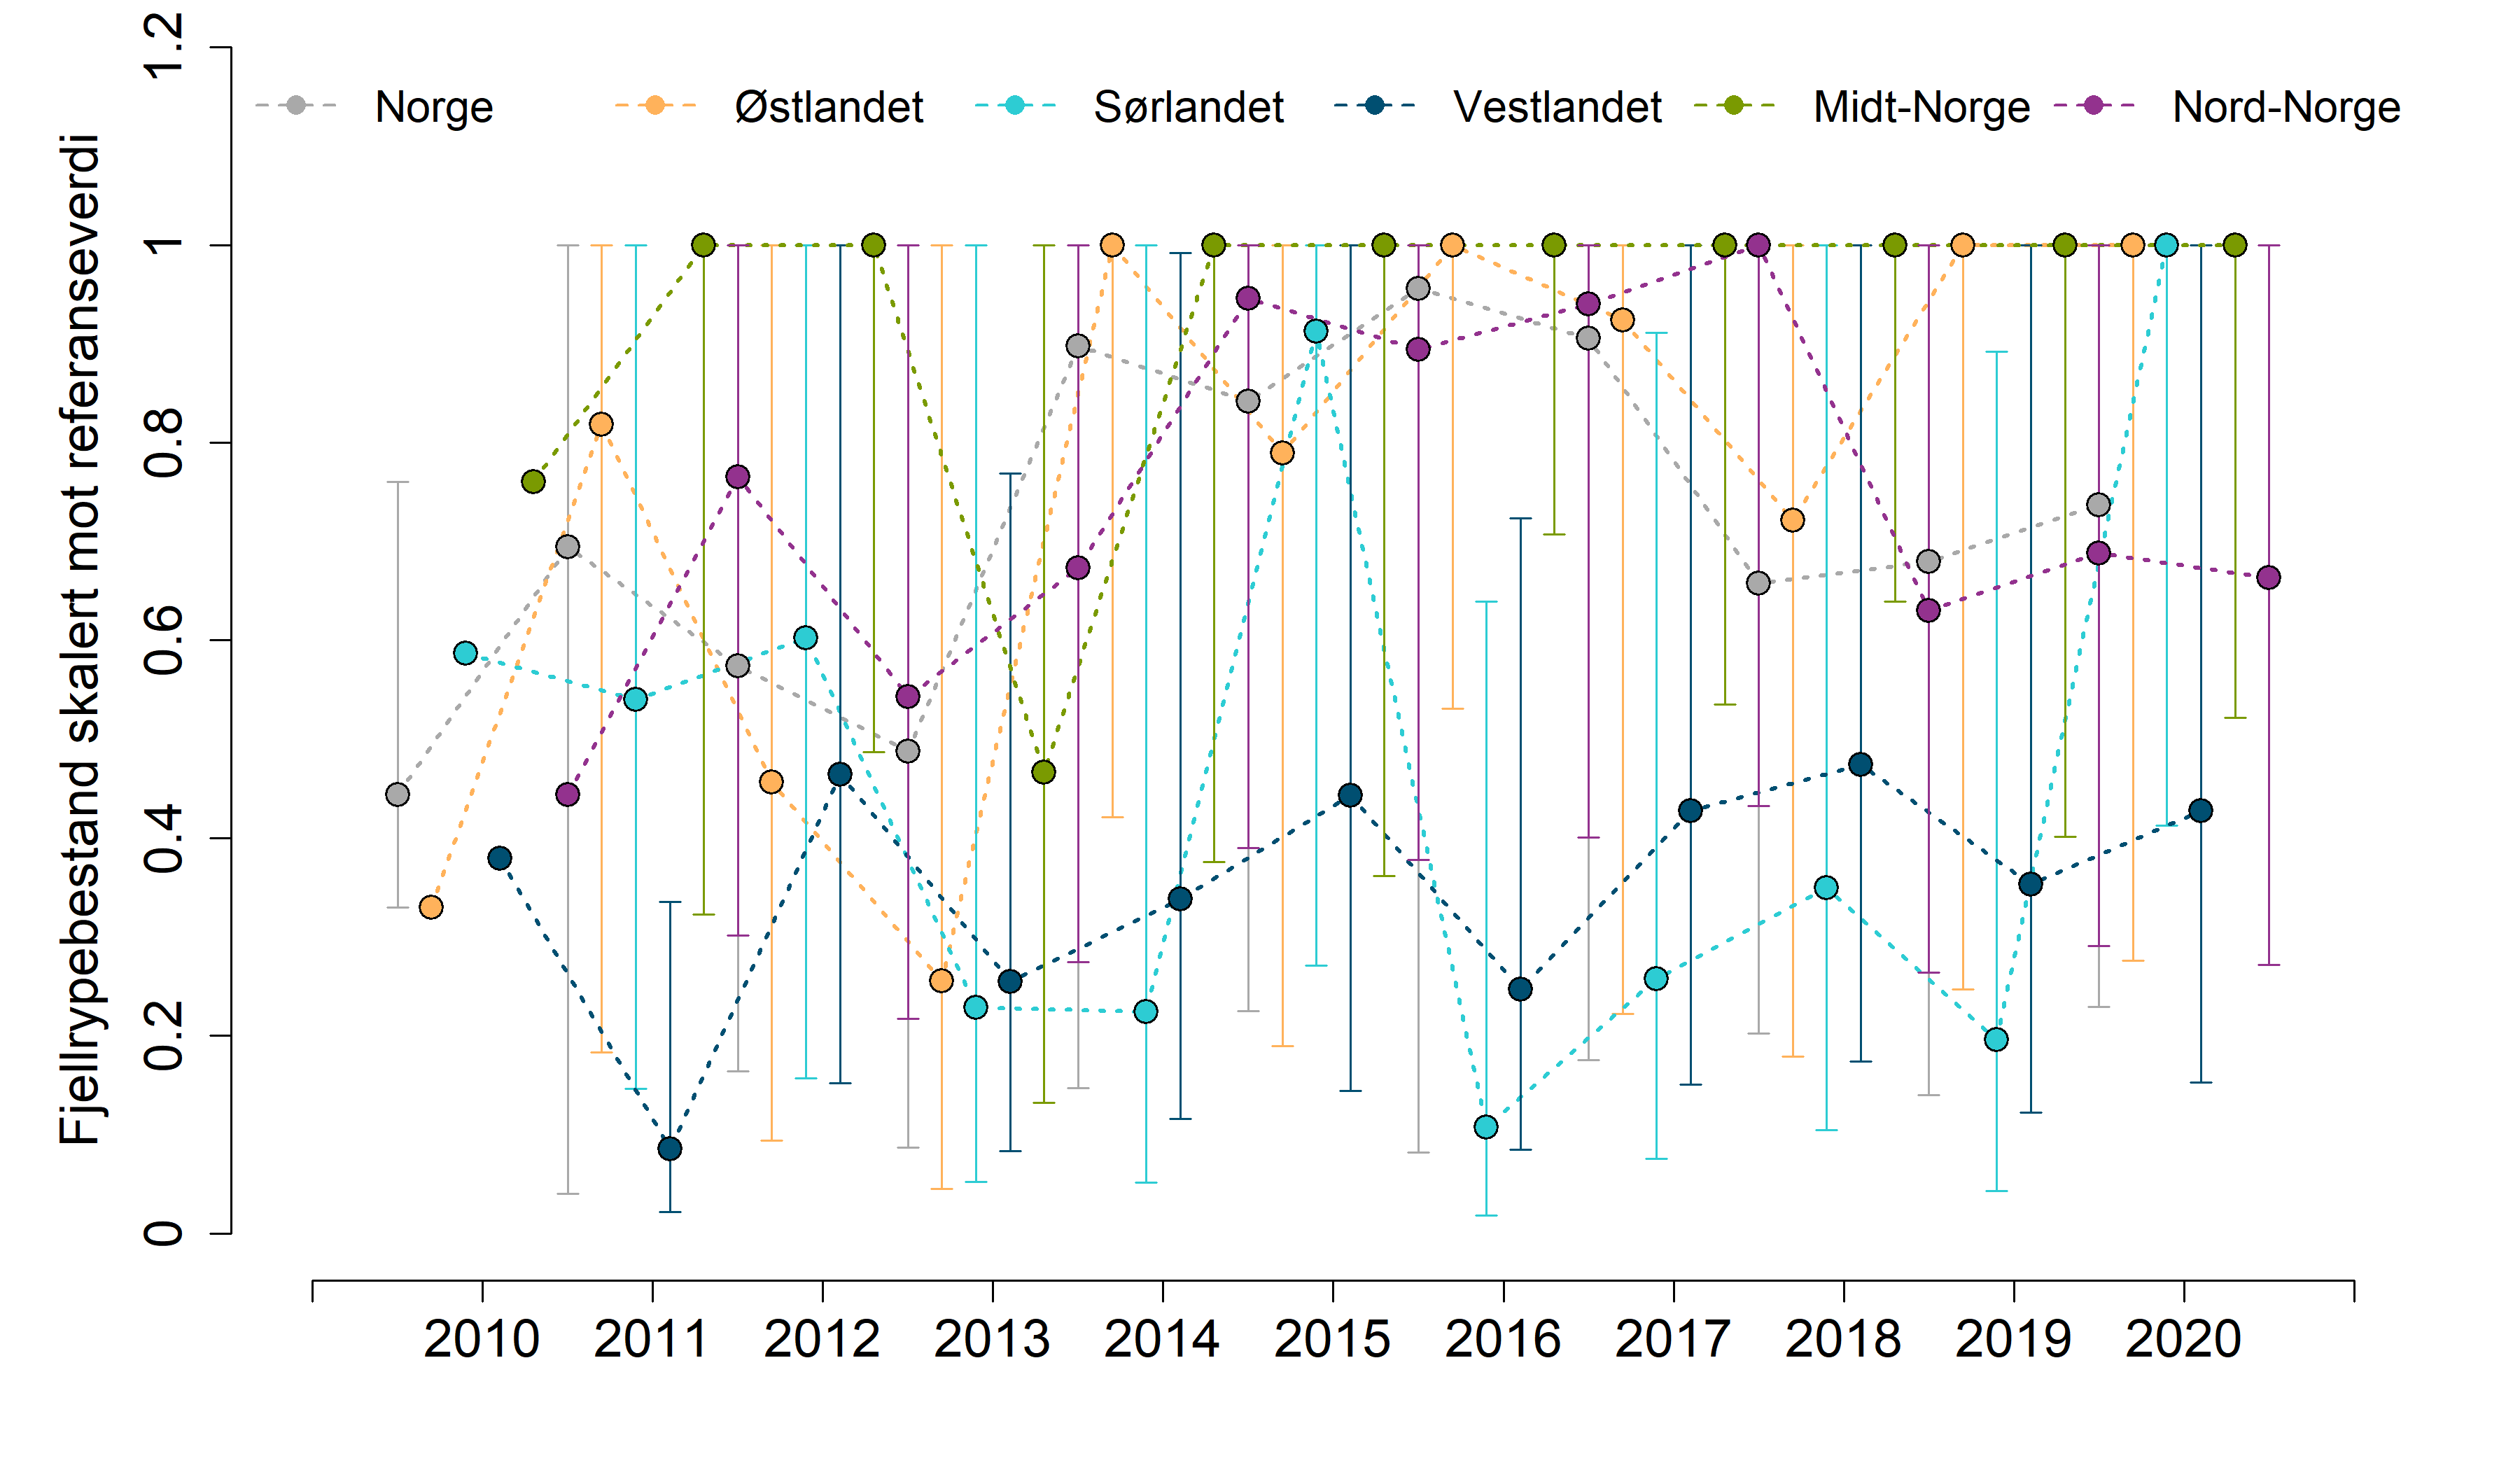 Fjellrypebestand skalert mot referanseverdi
Norge Østlandet Sørlandet Vestlandet Midt-Norge Nord-Norge
1.2
1
0.8
0.6
0.4
0.2
0
2010 2011 2012 2013 2014 2015 2016 2017 2018 2019 2020